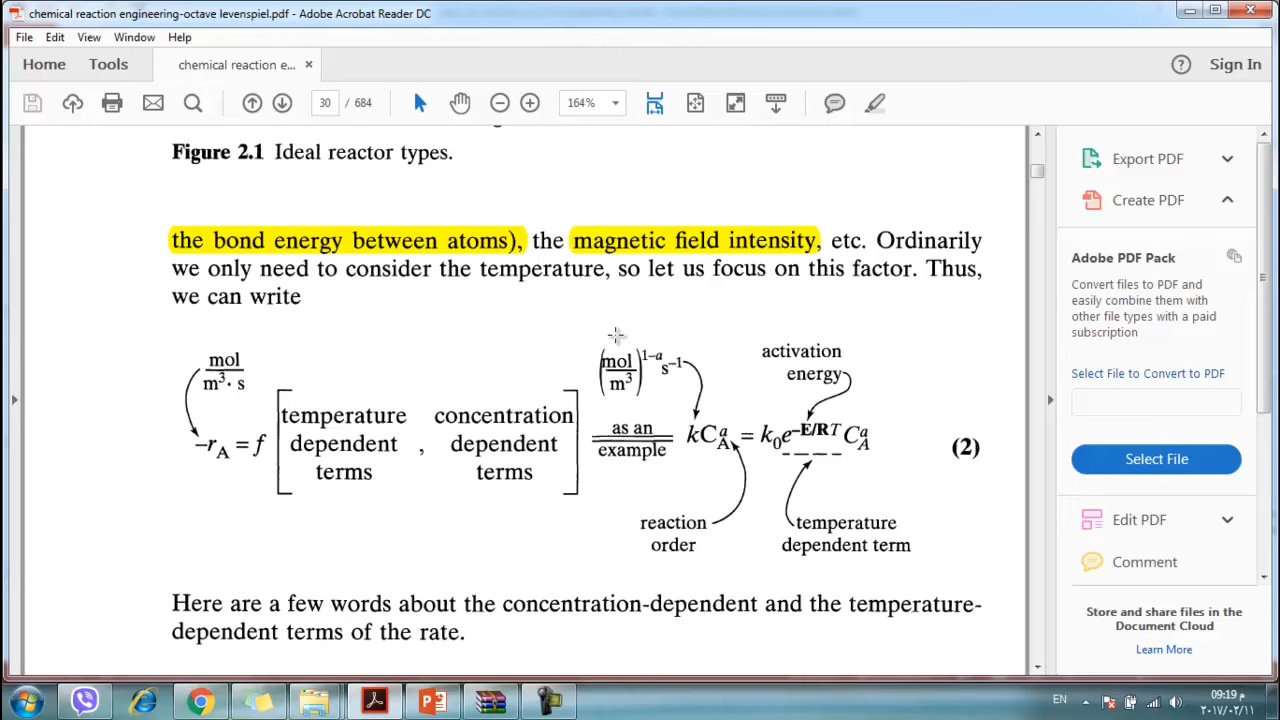 chemical reaction engineering-octave levenspiel.pdf - Adobe Acrobat Reader DC
File Edit View Window Help
Home Tools chemical reaction e... × Sign In
30 / 684 164%
Figure 2.1 Ideal reactor types.
the bond energy between atoms), the magnetic field intensity, etc. Ordinarily
we only need to consider the temperature, so let us focus on this factor. Thus,
we can write
mol
m³· s
(mol/m³)^1−a s^−1
activation
energy
−r_A = f [temperature dependent terms , concentration dependent terms] as an example kC_A^a = k₀e^−E/RT C_A^a (2)
reaction
order
temperature
dependent term
Here are a few words about the concentration-dependent and the temperature-
dependent terms of the rate.
Export PDF
Create PDF
Adobe PDF Pack
Convert files to PDF and
easily combine them with
other file types with a paid
subscription
Select File to Convert to PDF
Select File
Edit PDF
Comment
Store and share files in the
Document Cloud
Learn More
EN
09:19 م
٢٠١٧/٠٢/١١